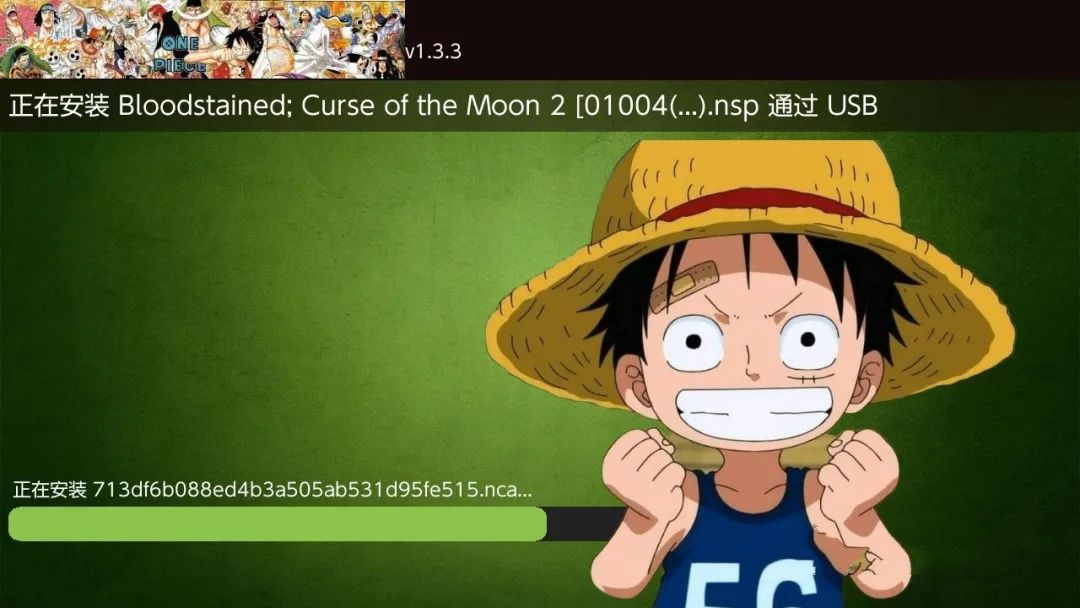 ONE
PIECE
v1.3.3
正在安装 Bloodstained; Curse of the Moon 2 [01004(...).nsp 通过 USB
正在安装 713df6b088ed4b3a505ab531d95fe515.nca...